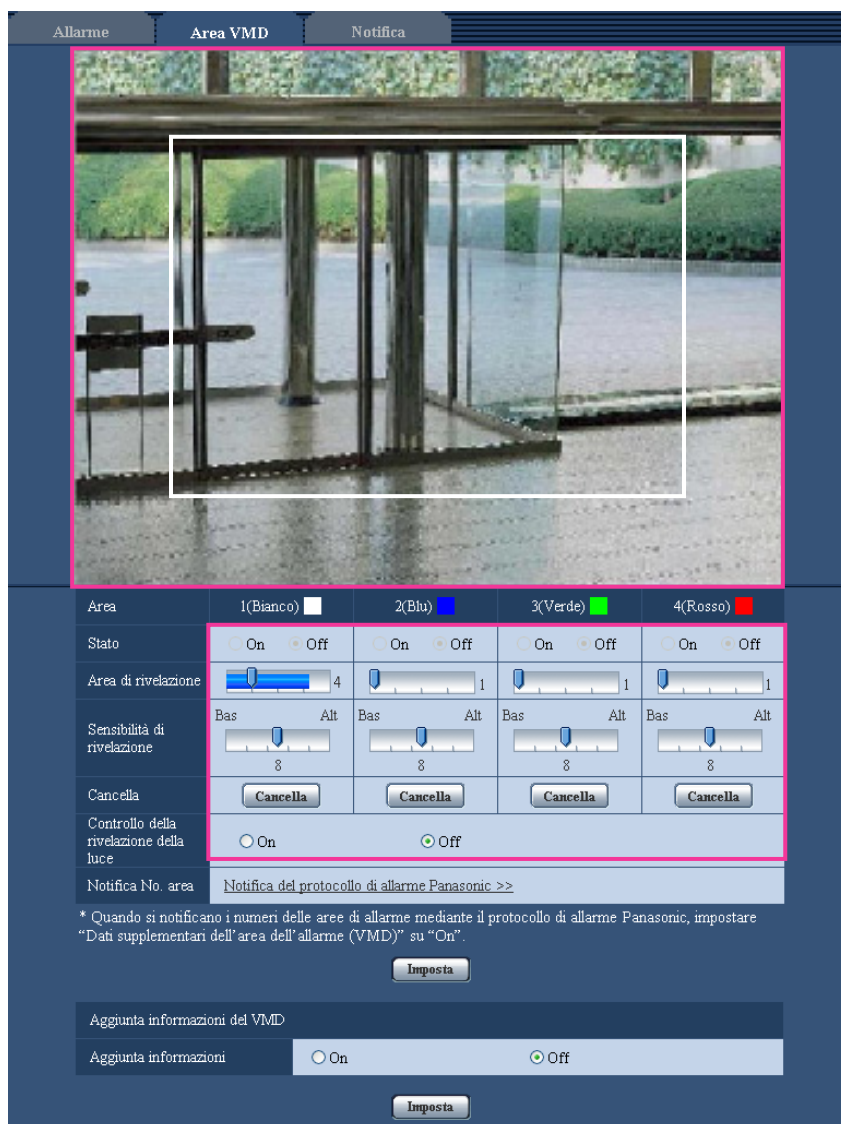 Allarme Area VMD Notifica
Area 1(Bianco) 2(Blu) 3(Verde) 4(Rosso)
Stato On Off On Off On Off On Off
Area di rivelazione 4 1 1 1
Sensibilità di rivelazione
Bas Alt Bas Alt Bas Alt Bas Alt
8 8 8 8
Cancella Cancella Cancella Cancella Cancella
Controllo della
rivelazione della
luce
On Off
Notifica No. area Notifica del protocollo di allarme Panasonic >>
* Quando si notificano i numeri delle aree di allarme mediante il protocollo di allarme Panasonic, impostare
“Dati supplementari dell’area dell’allarme (VMD)” su “On”.
Imposta
Aggiunta informazioni del VMD
Aggiunta informazioni On Off
Imposta